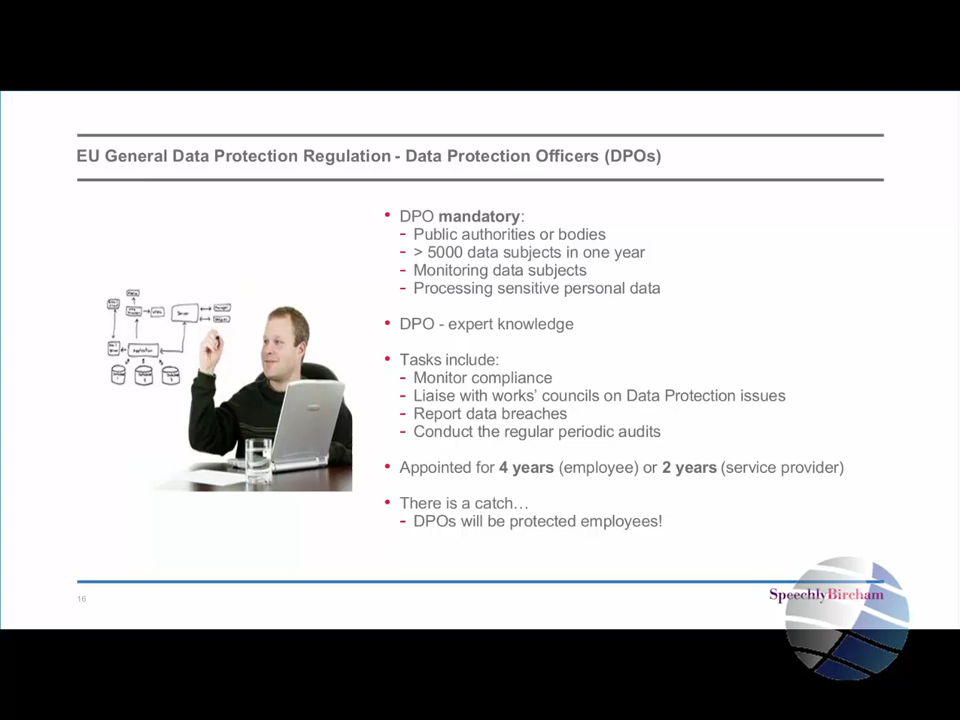 EU General Data Protection Regulation - Data Protection Officers (DPOs)
• DPO mandatory:
- Public authorities or bodies
- > 5000 data subjects in one year
- Monitoring data subjects
- Processing sensitive personal data
• DPO - expert knowledge
• Tasks include:
- Monitor compliance
- Liaise with works' councils on Data Protection issues
- Report data breaches
- Conduct the regular periodic audits
• Appointed for 4 years (employee) or 2 years (service provider)
• There is a catch…
- DPOs will be protected employees!
Server
16
SpeechlyBircham